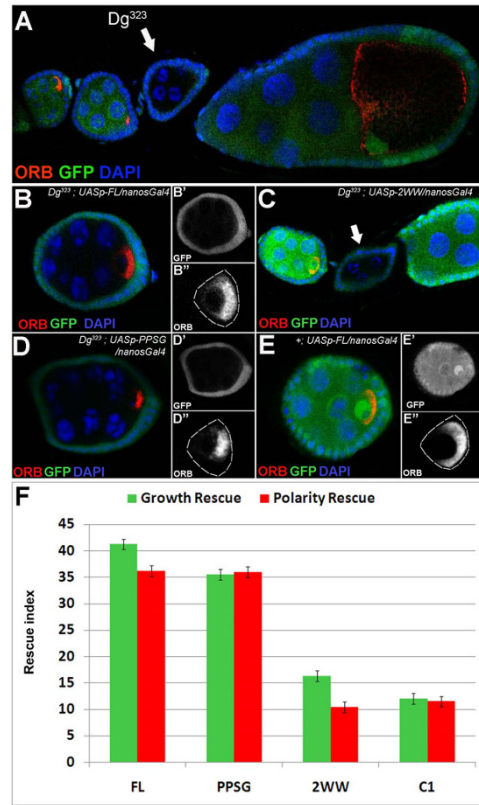 A
Dg323
ORB GFP DAPI
B
Dg323 ; UASp-FL/nanosGal4
ORB GFP DAPI
B'
GFP
B"
ORB
C
Dg323 ; UASp-2WW/nanosGal4
ORB GFP DAPI
D
Dg323 ; UASp-PPSG
/nanosGal4
ORB GFP DAPI
D'
GFP
D"
ORB
E
+; UASp-FL/nanosGal4
ORB GFP DAPI
E'
GFP
E"
ORB
F
Growth Rescue Polarity Rescue
Rescue index
45
40
35
30
25
20
15
10
5
0
FL PPSG 2WW C1